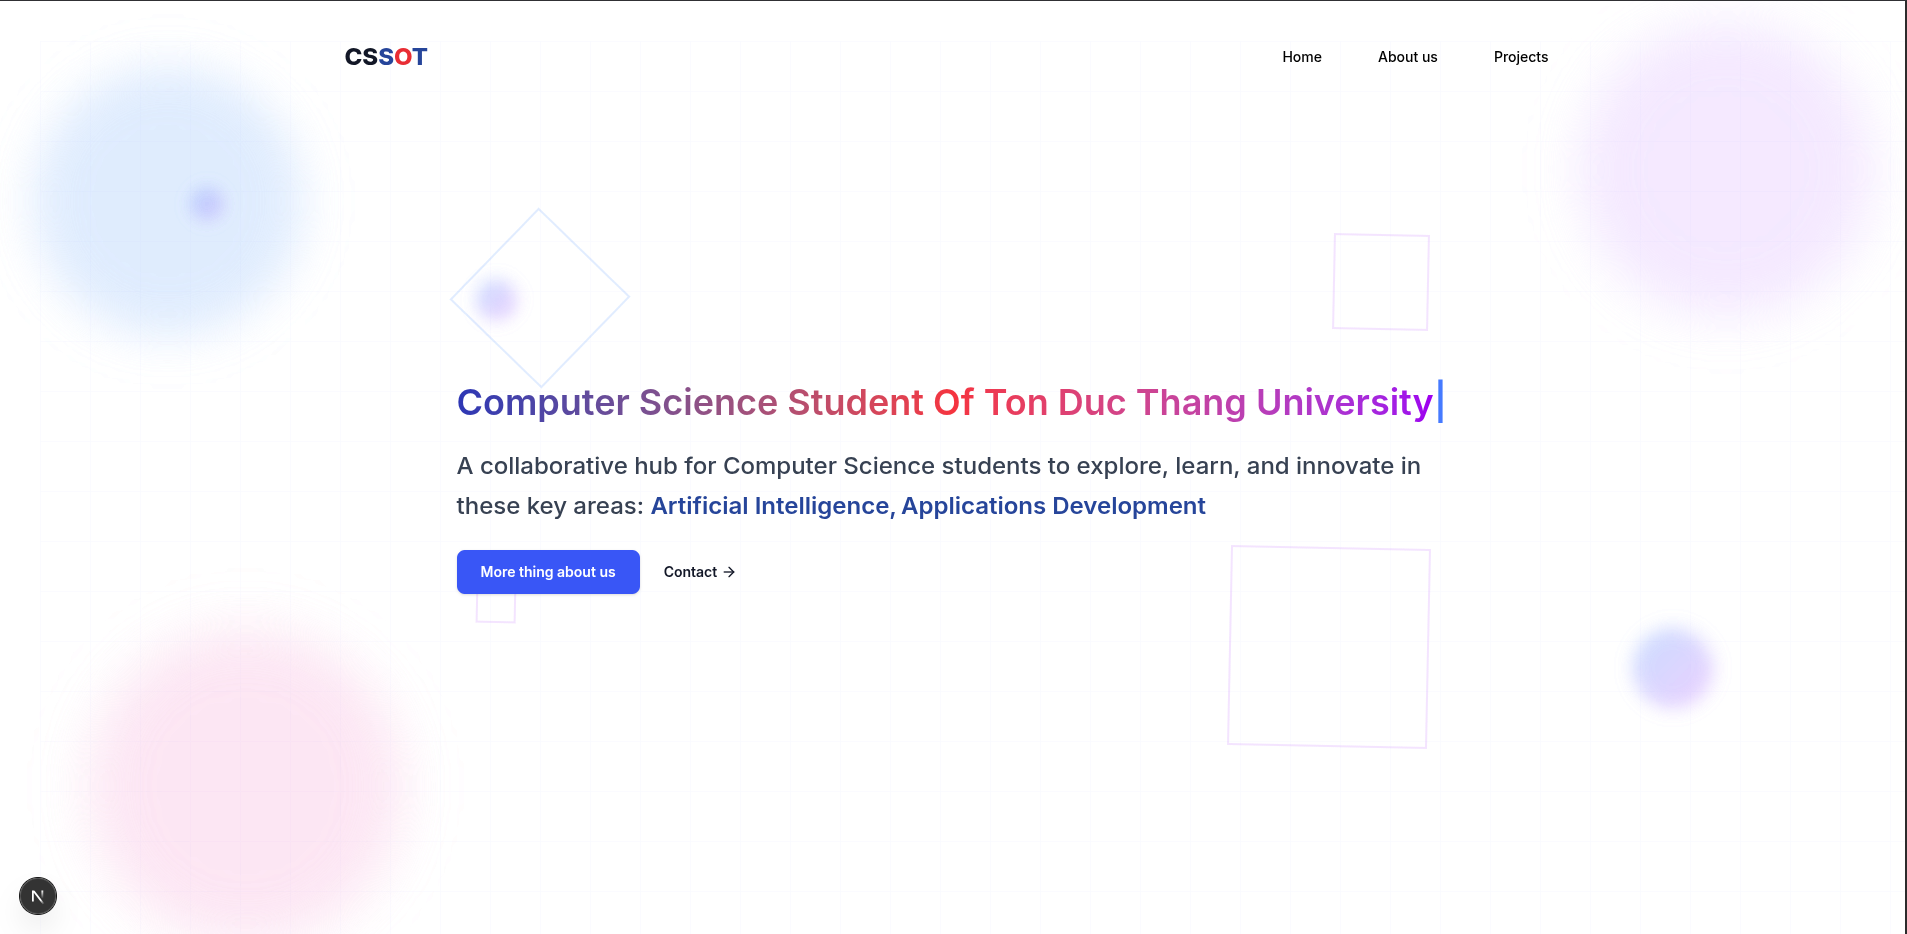 CSSOT
Home
About us
Projects
Computer Science Student Of Ton Duc Thang University
A collaborative hub for Computer Science students to explore, learn, and innovate in
these key areas: Artificial Intelligence, Applications Development
More thing about us
Contact →
N